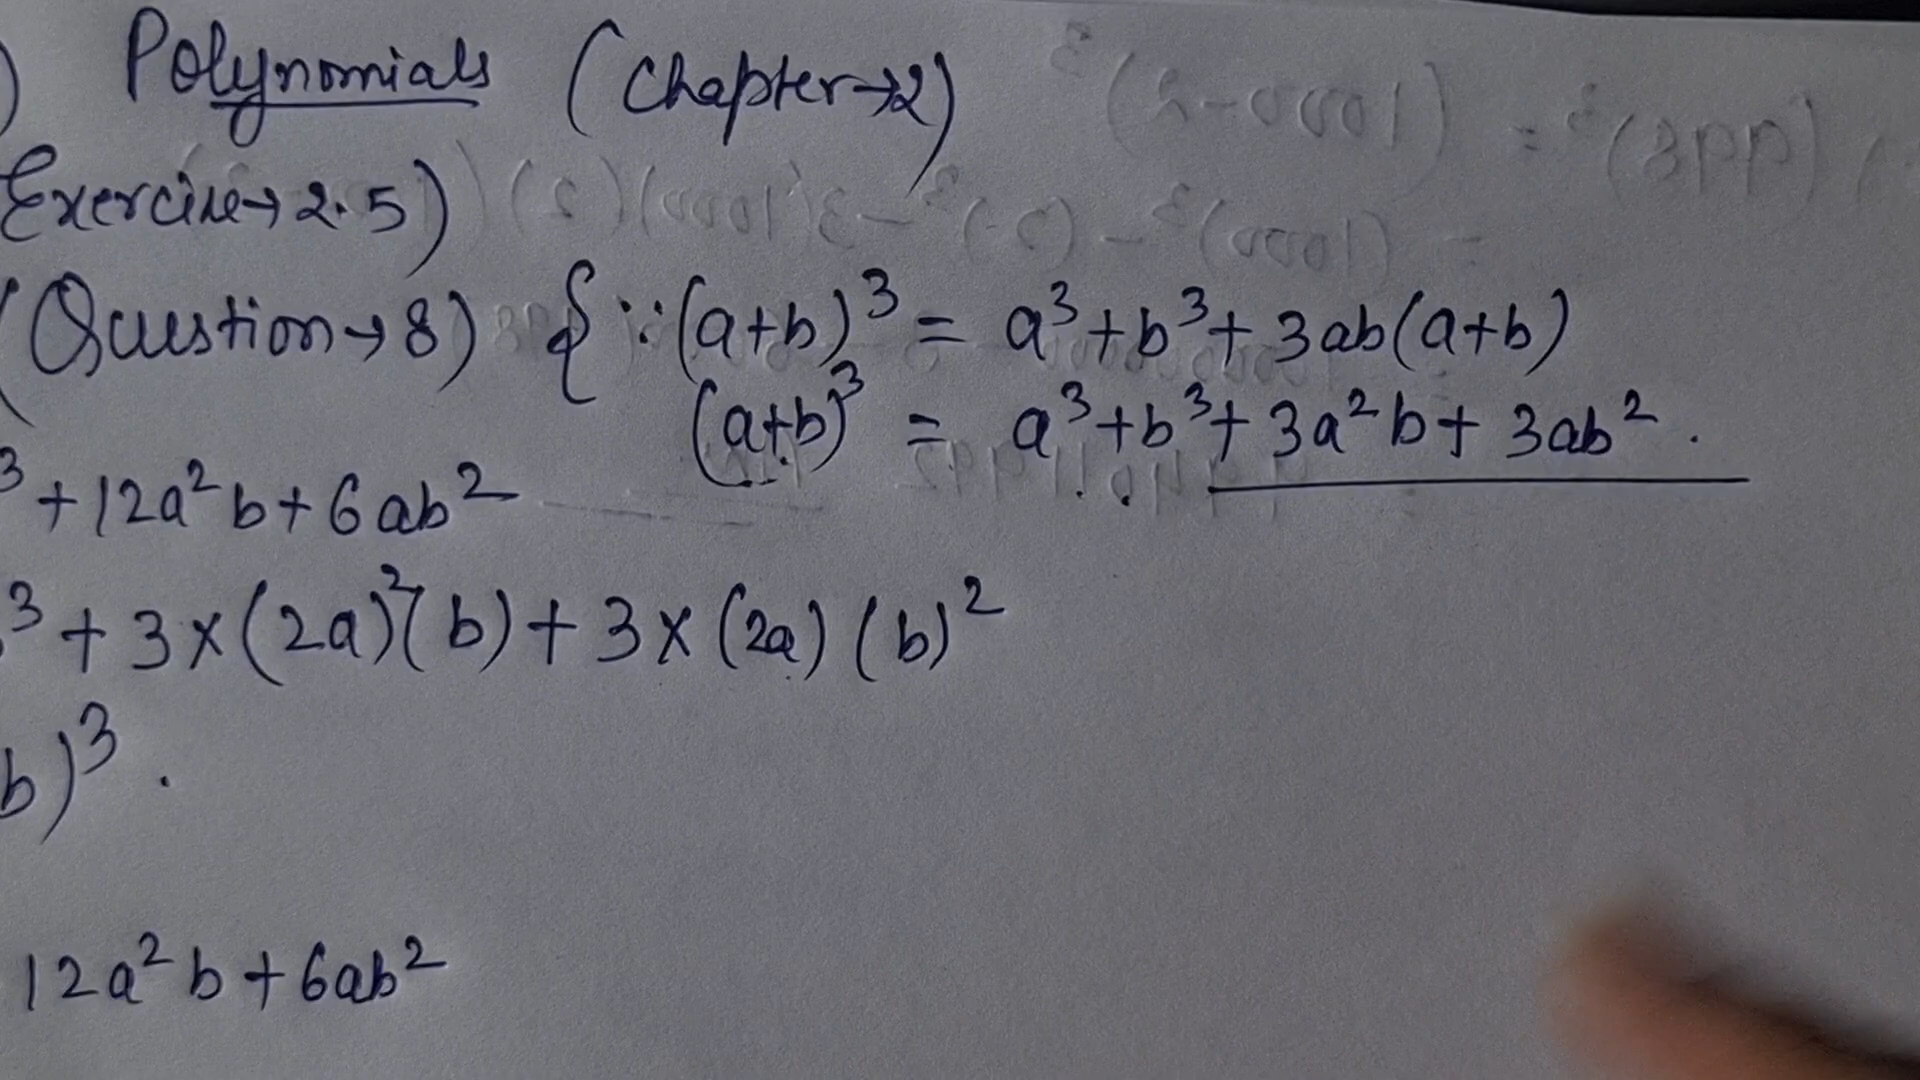 ) Polynomials (Chapter→2)
Exercise→2.5)
(Question→8) { ∵ (a+b)³ = a³+b³+3ab(a+b)
(a+b)³ = a³+b³+3a²b+3ab².
3 +12a²b+6ab²
3 + 3×(2a)²(b)+3×(2a)(b)²
b)³.
12a²b+6ab²